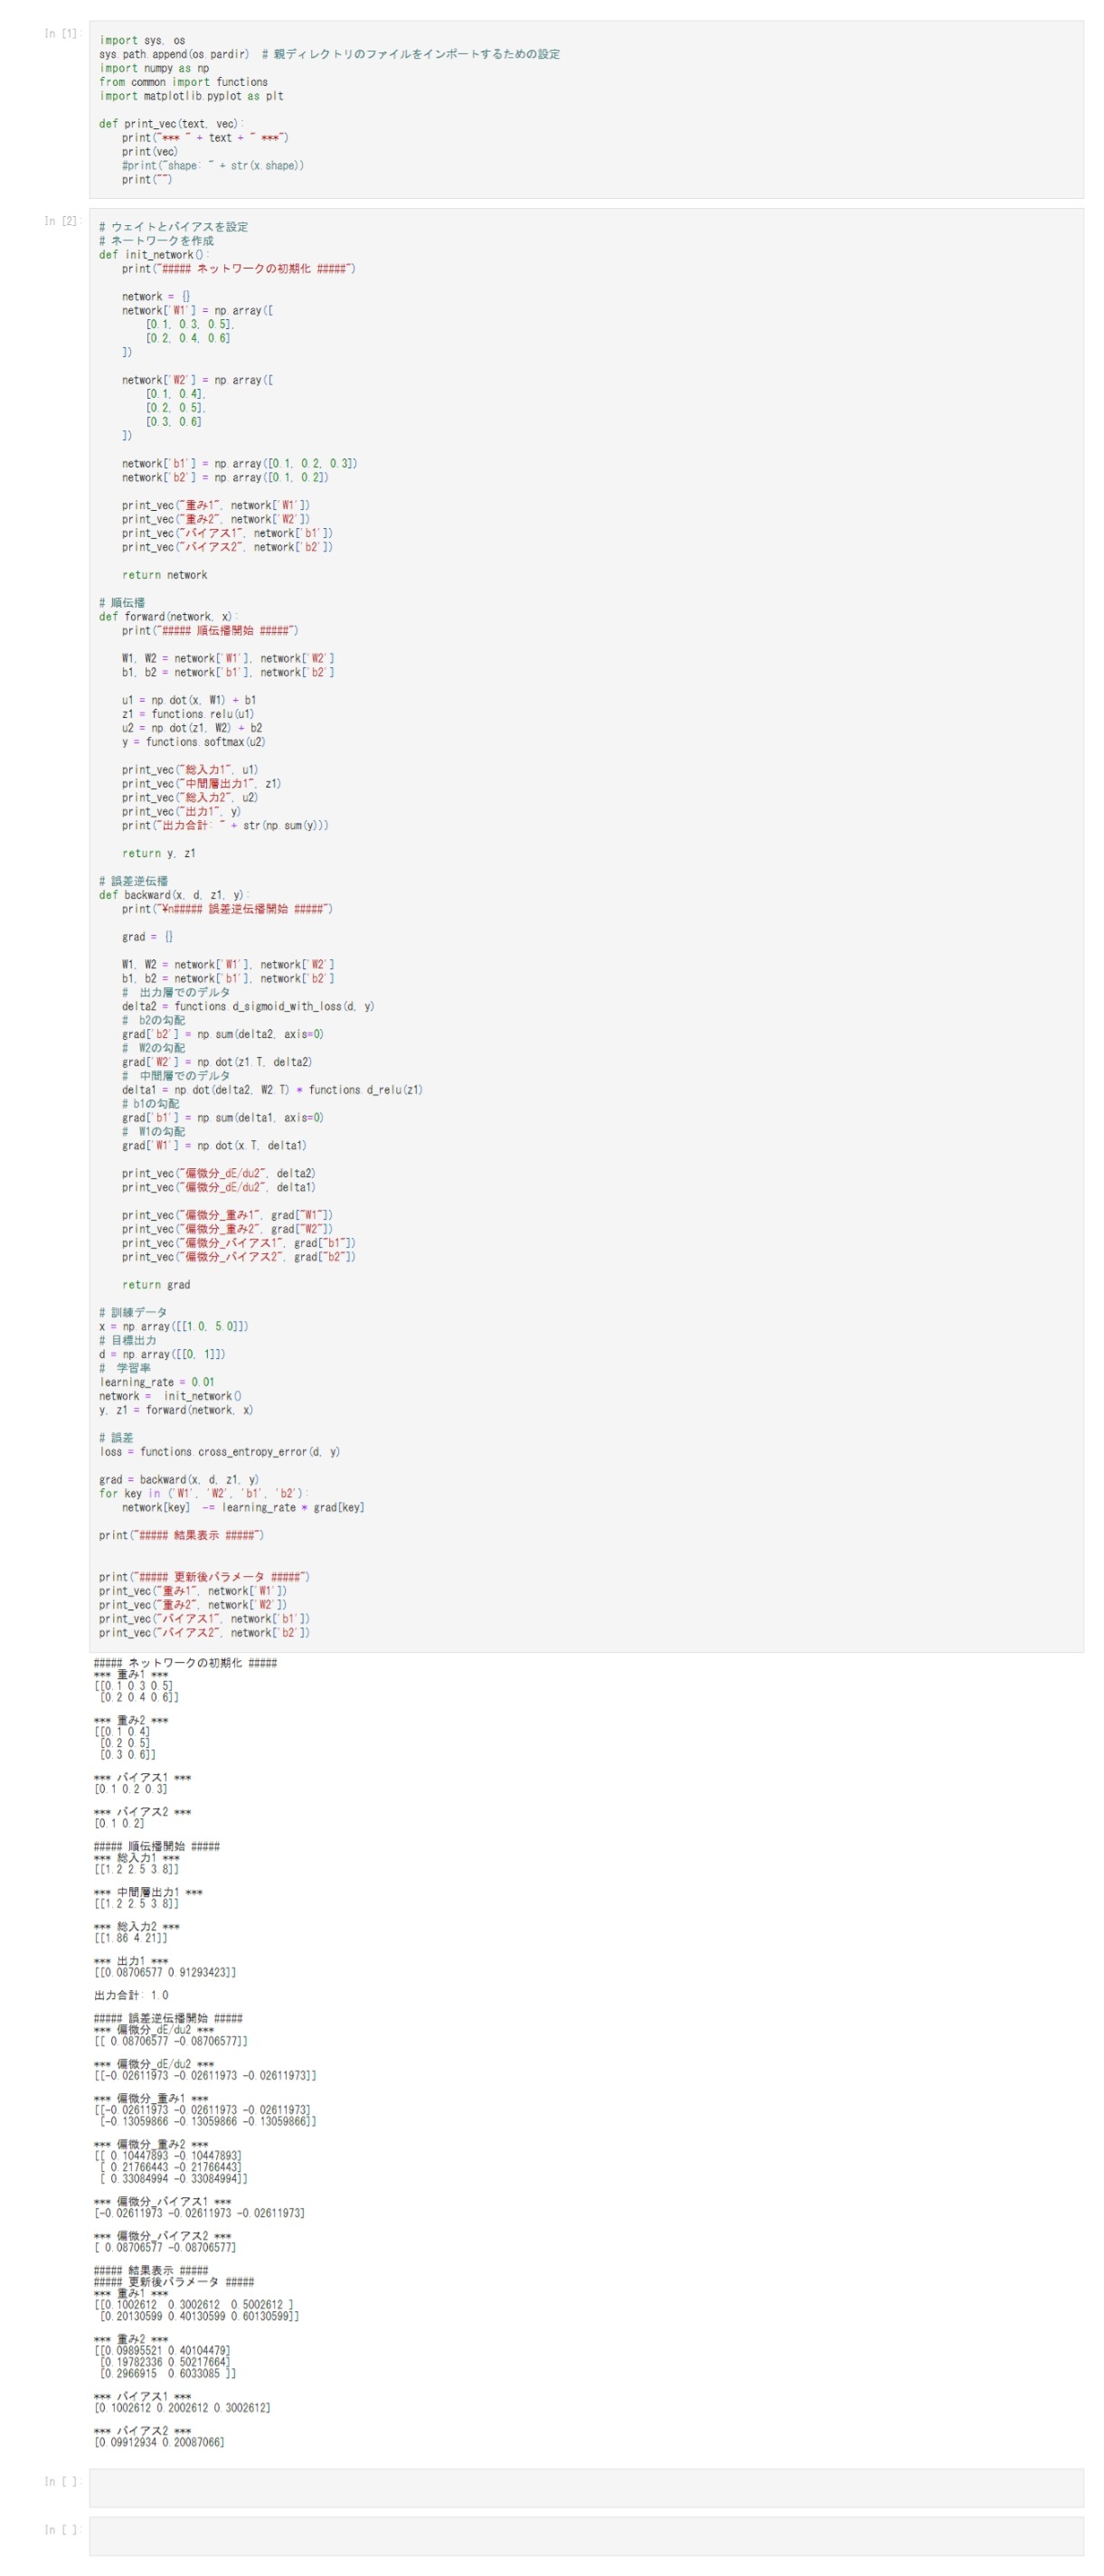 In [1]:
import sys, os
sys.path.append(os.pardir)  # 親ディレクトリのファイルをインポートするための設定
import numpy as np
from common import functions
import matplotlib.pyplot as plt
def print_vec(text, vec):
    print("*** " + text + " ***")
    print(vec)
    #print("shape: " + str(x.shape))
    print("")
In [2]:
# ウェイトとバイアスを設定
# ネートワークを作成
def init_network():
    print("##### ネットワークの初期化 #####")
    network = {}
    network['W1'] = np.array([
        [0.1, 0.3, 0.5],
        [0.2, 0.4, 0.6]
    ])
    network['W2'] = np.array([
        [0.1, 0.4],
        [0.2, 0.5],
        [0.3, 0.6]
    ])
    network['b1'] = np.array([0.1, 0.2, 0.3])
    network['b2'] = np.array([0.1, 0.2])
    print_vec("重み1", network['W1'])
    print_vec("重み2", network['W2'])
    print_vec("バイアス1", network['b1'])
    print_vec("バイアス2", network['b2'])
    return network
# 順伝播
def forward(network, x):
    print("##### 順伝播開始 #####")
    W1, W2 = network['W1'], network['W2']
    b1, b2 = network['b1'], network['b2']
    u1 = np.dot(x, W1) + b1
    z1 = functions.relu(u1)
    u2 = np.dot(z1, W2) + b2
    y = functions.softmax(u2)
    print_vec("総入力1", u1)
    print_vec("中間層出力1", z1)
    print_vec("総入力2", u2)
    print_vec("出力1", y)
    print("出力合計: " + str(np.sum(y)))
    return y, z1
# 誤差逆伝播
def backward(x, d, z1, y):
    print("¥n##### 誤差逆伝播開始 #####")
    grad = {}
    W1, W2 = network['W1'], network['W2']
    b1, b2 = network['b1'], network['b2']
    #  出力層でのデルタ
    delta2 = functions.d_sigmoid_with_loss(d, y)
    #  b2の勾配
    grad['b2'] = np.sum(delta2, axis=0)
    #  W2の勾配
    grad['W2'] = np.dot(z1.T, delta2)
    #  中間層でのデルタ
    delta1 = np.dot(delta2, W2.T) * functions.d_relu(z1)
    # b1の勾配
    grad['b1'] = np.sum(delta1, axis=0)
    #  W1の勾配
    grad['W1'] = np.dot(x.T, delta1)
    print_vec("偏微分_dE/du2", delta2)
    print_vec("偏微分_dE/du2", delta1)
    print_vec("偏微分_重み1", grad["W1"])
    print_vec("偏微分_重み2", grad["W2"])
    print_vec("偏微分_バイアス1", grad["b1"])
    print_vec("偏微分_バイアス2", grad["b2"])
    return grad
# 訓練データ
x = np.array([[1.0, 5.0]])
# 目標出力
d = np.array([[0, 1]])
#  学習率
learning_rate = 0.01
network =  init_network()
y, z1 = forward(network, x)
# 誤差
loss = functions.cross_entropy_error(d, y)
grad = backward(x, d, z1, y)
for key in ('W1', 'W2', 'b1', 'b2'):
    network[key]  -= learning_rate * grad[key]
print("##### 結果表示 #####")
print("##### 更新後パラメータ #####")
print_vec("重み1", network['W1'])
print_vec("重み2", network['W2'])
print_vec("バイアス1", network['b1'])
print_vec("バイアス2", network['b2'])
##### ネットワークの初期化 #####
*** 重み1 ***
[[0.1 0.3 0.5]
 [0.2 0.4 0.6]]
*** 重み2 ***
[[0.1 0.4]
 [0.2 0.5]
 [0.3 0.6]]
*** バイアス1 ***
[0.1 0.2 0.3]
*** バイアス2 ***
[0.1 0.2]
##### 順伝播開始 #####
*** 総入力1 ***
[[1.2 2.5 3.8]]
*** 中間層出力1 ***
[[1.2 2.5 3.8]]
*** 総入力2 ***
[[1.86 4.21]]
*** 出力1 ***
[[0.08706577 0.91293423]]
出力合計: 1.0
##### 誤差逆伝播開始 #####
*** 偏微分_dE/du2 ***
[[ 0.08706577 -0.08706577]]
*** 偏微分_dE/du2 ***
[[-0.02611973 -0.02611973 -0.02611973]]
*** 偏微分_重み1 ***
[[-0.02611973 -0.02611973 -0.02611973]
 [-0.13059866 -0.13059866 -0.13059866]]
*** 偏微分_重み2 ***
[[ 0.10447893 -0.10447893]
 [ 0.21766443 -0.21766443]
 [ 0.33084994 -0.33084994]]
*** 偏微分_バイアス1 ***
[-0.02611973 -0.02611973 -0.02611973]
*** 偏微分_バイアス2 ***
[ 0.08706577 -0.08706577]
##### 結果表示 #####
##### 更新後パラメータ #####
*** 重み1 ***
[[0.1002612  0.3002612  0.5002612 ]
 [0.20130599 0.40130599 0.60130599]]
*** 重み2 ***
[[0.09895521 0.40104479]
 [0.19782336 0.50217664]
 [0.2966915  0.6033085 ]]
*** バイアス1 ***
[0.1002612 0.2002612 0.3002612]
*** バイアス2 ***
[0.09912934 0.20087066]
In [ ]:
In [ ]: